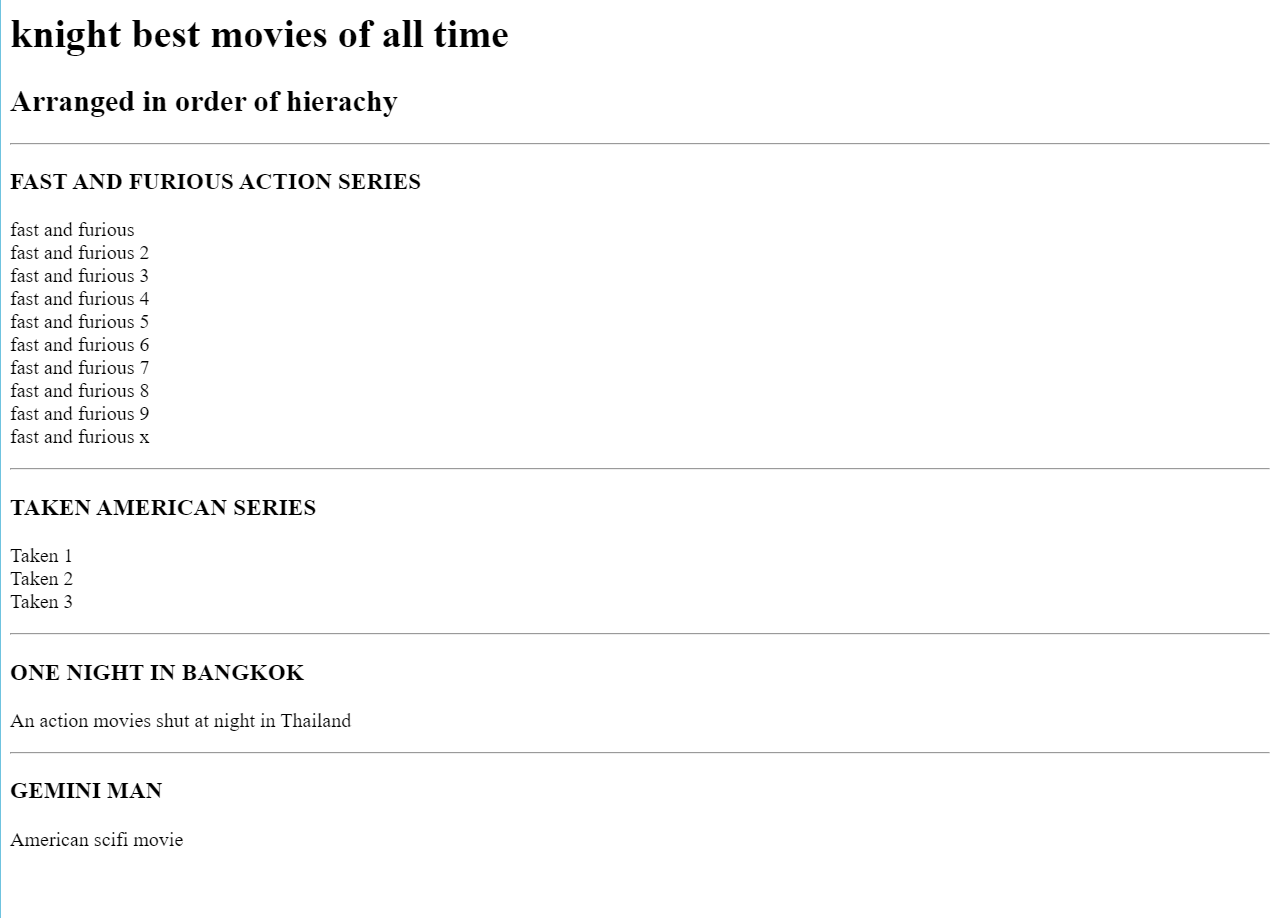 knight best movies of all time
Arranged in order of hierachy
FAST AND FURIOUS ACTION SERIES
fast and furious
fast and furious 2
fast and furious 3
fast and furious 4
fast and furious 5
fast and furious 6
fast and furious 7
fast and furious 8
fast and furious 9
fast and furious x
TAKEN AMERICAN SERIES
Taken 1
Taken 2
Taken 3
ONE NIGHT IN BANGKOK
An action movies shut at night in Thailand
GEMINI MAN
American scifi movie